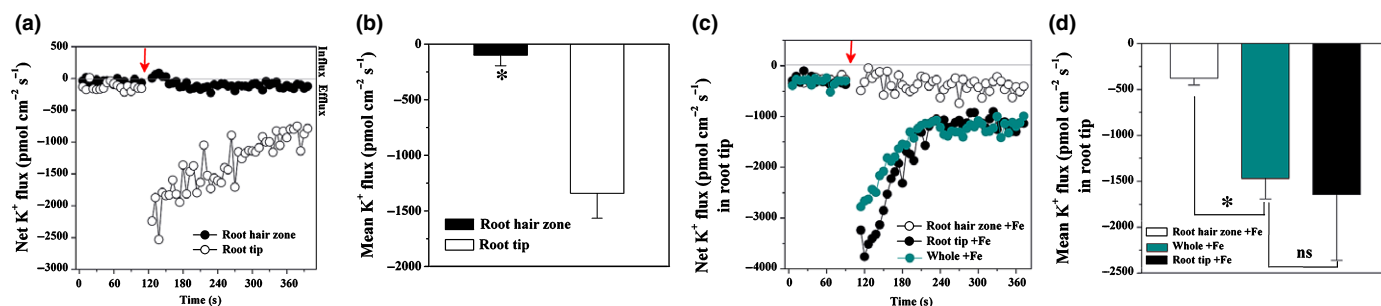 (a)
Net K+ flux (pmol cm−2 s−1)
500
0
−500
−1000
−1500
−2000
−2500
−3000
Influx
Efflux
Root hair zone
Root tip
0 60 120 180 240 300 360
Time (s)
(b)
Mean K+ flux (pmol cm−2 s−1)
0
−500
−1000
−1500
−2000
*
Root hair zone
Root tip
(c)
Net K+ flux (pmol cm−2 s−1)
in root tip
0
−1000
−2000
−3000
−4000
Root hair zone +Fe
Root tip +Fe
Whole +Fe
0 60 120 180 240 300 360
Time (s)
(d)
Mean K+ flux (pmol cm−2 s−1)
in root tip
0
−500
−1000
−1500
−2000
−2500
*
ns
Root hair zone +Fe
Whole +Fe
Root tip +Fe